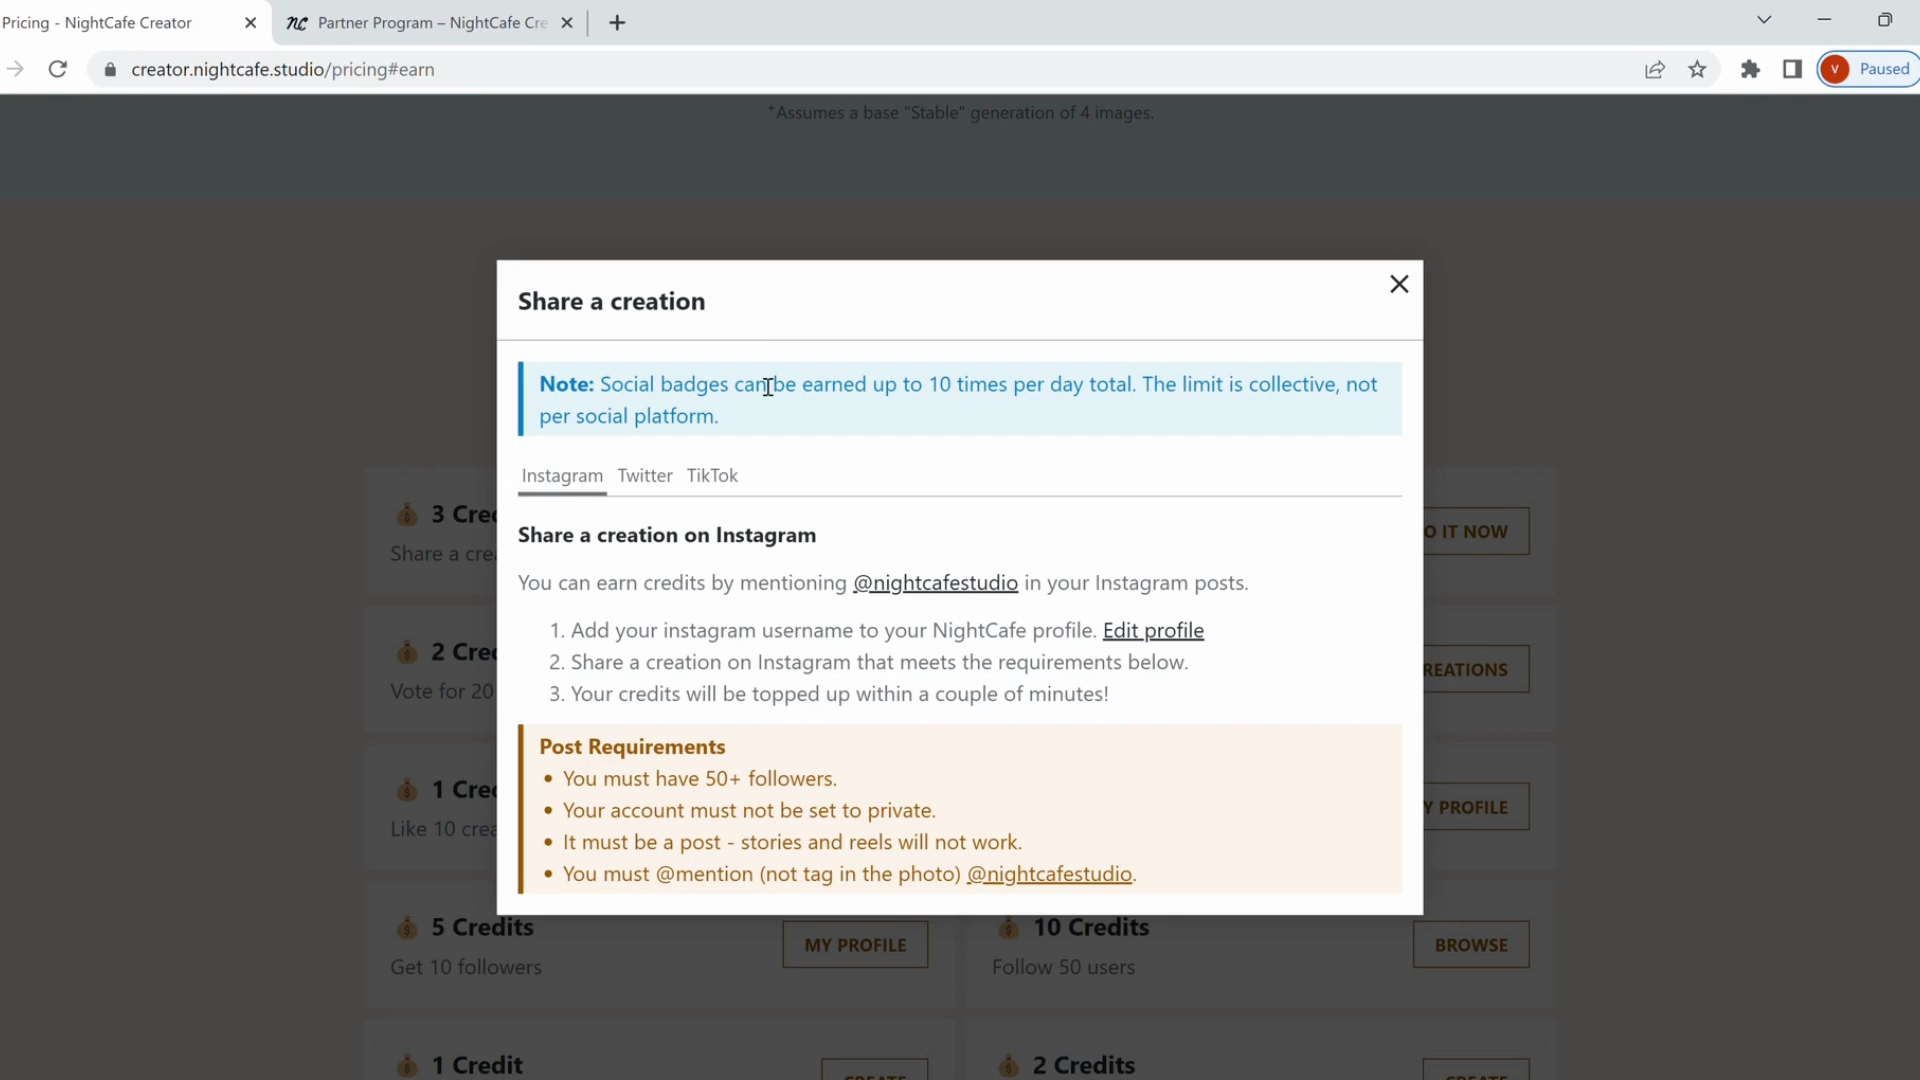 Pricing - NightCafe Creator
nc Partner Program – NightCafe Cre
creator.nightcafe.studio/pricing#earn
V Paused
*Assumes a base "Stable" generation of 4 images.
Share a creation
Note: Social badges can be earned up to 10 times per day total. The limit is collective, not
per social platform.
Instagram Twitter TikTok
Share a creation on Instagram
You can earn credits by mentioning @nightcafestudio in your Instagram posts.
1. Add your instagram username to your NightCafe profile. Edit profile
2. Share a creation on Instagram that meets the requirements below.
3. Your credits will be topped up within a couple of minutes!
Post Requirements
• You must have 50+ followers.
• Your account must not be set to private.
• It must be a post - stories and reels will not work.
• You must @mention (not tag in the photo) @nightcafestudio.
3 Cre
Share a crea
O IT NOW
2 Cre
Vote for 20
REATIONS
1 Cre
Like 10 crea
Y PROFILE
5 Credits
Get 10 followers
MY PROFILE
10 Credits
Follow 50 users
BROWSE
1 Credit
CREATE
2 Credits
CREATE